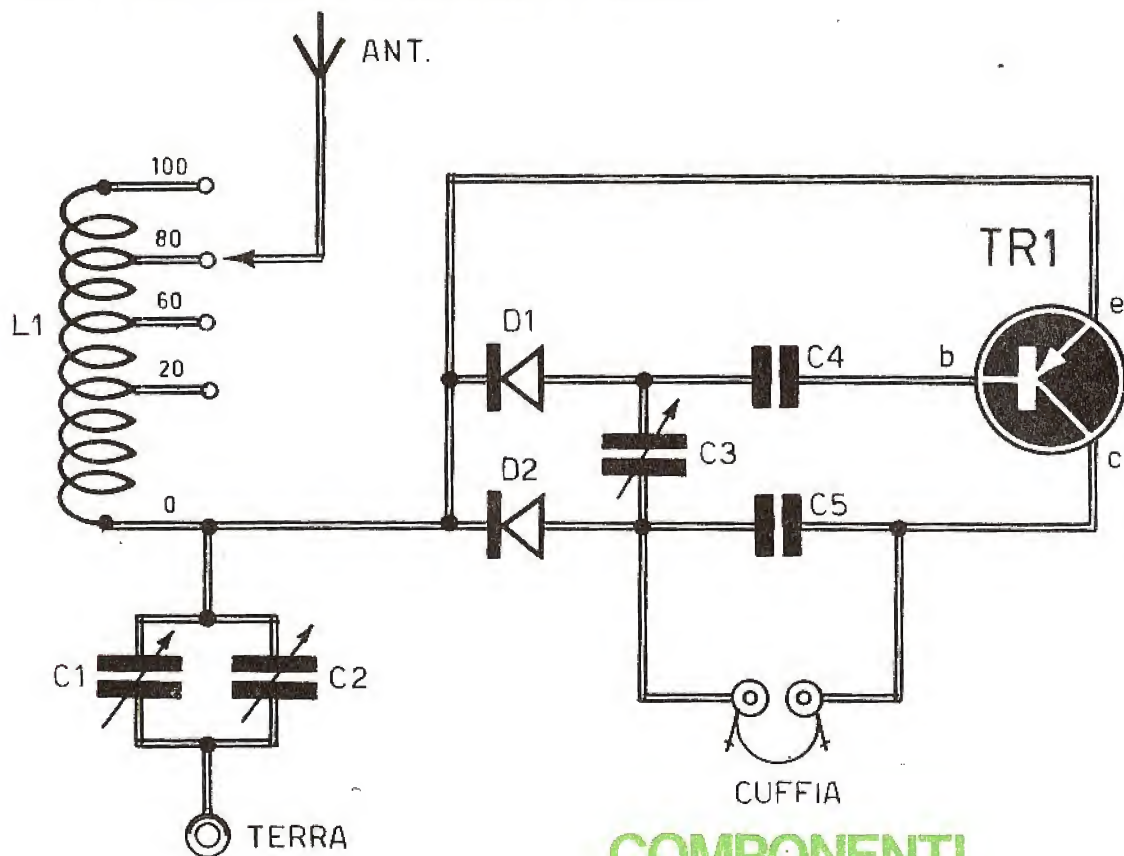 ANT.
100
80
60
20
0
L1
D1
D2
C3
C4
C5
TR1
e
b
c
C1
C2
TERRA
CUFFIA
COMPONENTI